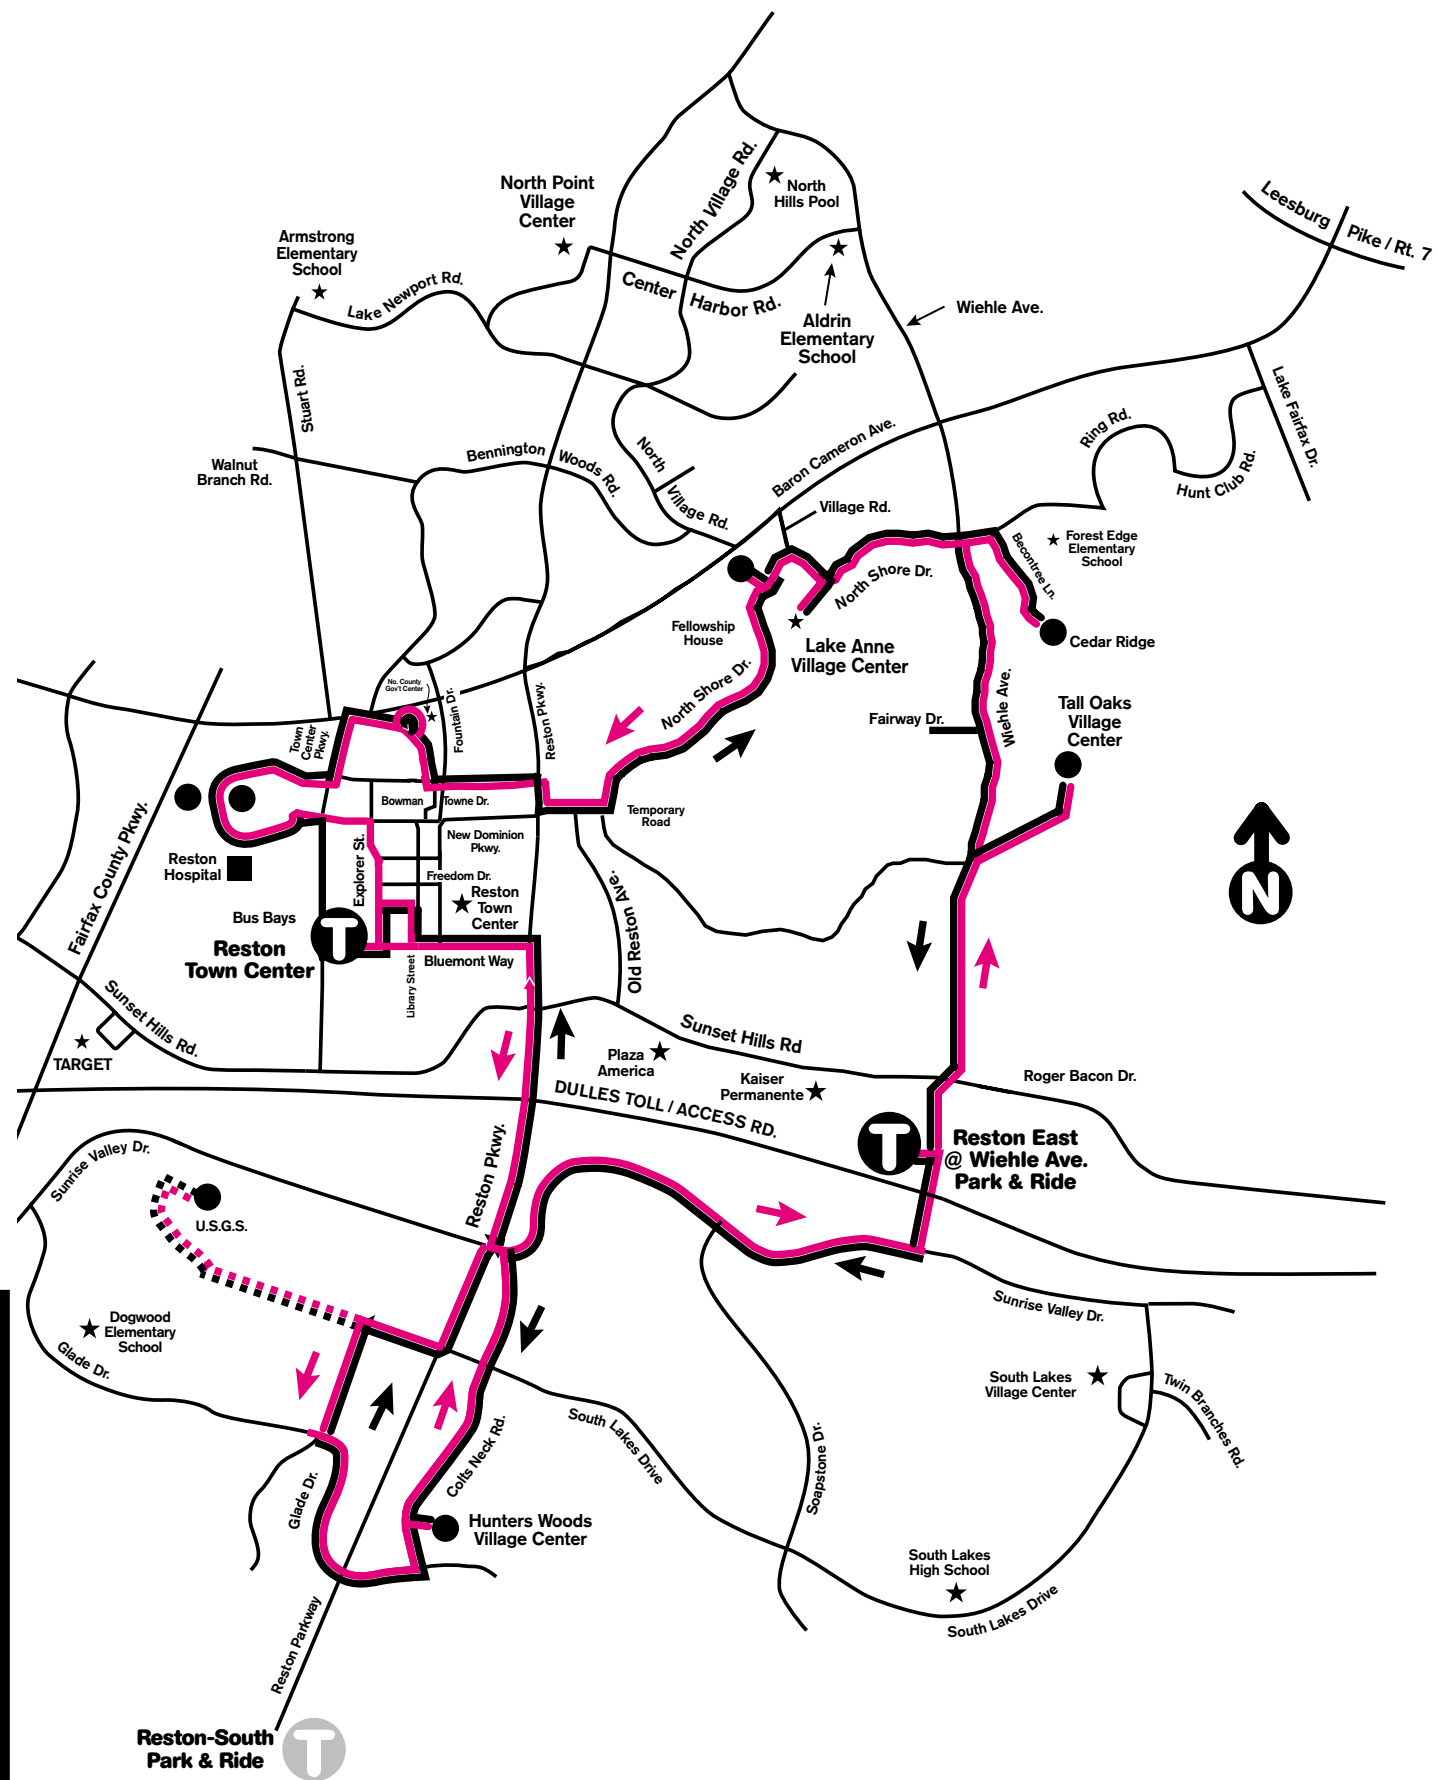 North Point
Village
Center
North Village Rd.
North
Hills Pool
Leesburg Pike / Rt. 7
Armstrong
Elementary
School
Lake Newport Rd.
Center Harbor Rd.
Aldrin
Elementary
School
Wiehle Ave.
Stuart Rd.
Lake Fairfax Dr.
Ring Rd.
Hunt Club Rd.
Baron Cameron Ave.
Bennington Woods Rd.
North Village Rd.
Walnut
Branch Rd.
Village Rd.
Forest Edge
Elementary
School
Becontree Ln.
North Shore Dr.
Fellowship
House
Lake Anne
Village Center
Cedar Ridge
No. County
Gov't Center
Fountain Dr.
Reston Pkwy.
North Shore Dr.
Fairway Dr.
Wiehle Ave.
Tall Oaks
Village
Center
Town
Center
Pkwy.
Bowman
Towne Dr.
Temporary
Road
New Dominion
Pkwy.
Explorer St.
Fairfax County Pkwy.
Reston
Hospital
Freedom Dr.
Reston
Town
Center
Old Reston Ave.
N
Bus Bays
T
Reston
Town Center
Library Street
Bluemont Way
Sunset Hills Rd.
TARGET
Sunset Hills Rd
Plaza
America
Kaiser
Permanente
Roger Bacon Dr.
DULLES TOLL / ACCESS RD.
T
Reston East
@ Wiehle Ave.
Park & Ride
Sunrise Valley Dr.
Reston Pkwy.
U.S.G.S.
Sunrise Valley Dr.
Dogwood
Elementary
School
Glade Dr.
South Lakes
Village Center
Twin Branches Rd.
South Lakes Drive
Colts Neck Rd.
Soapstone Dr.
Glade Dr.
Hunters Woods
Village Center
South Lakes
High School
South Lakes Drive
Reston Parkway
Reston-South
Park & Ride
T